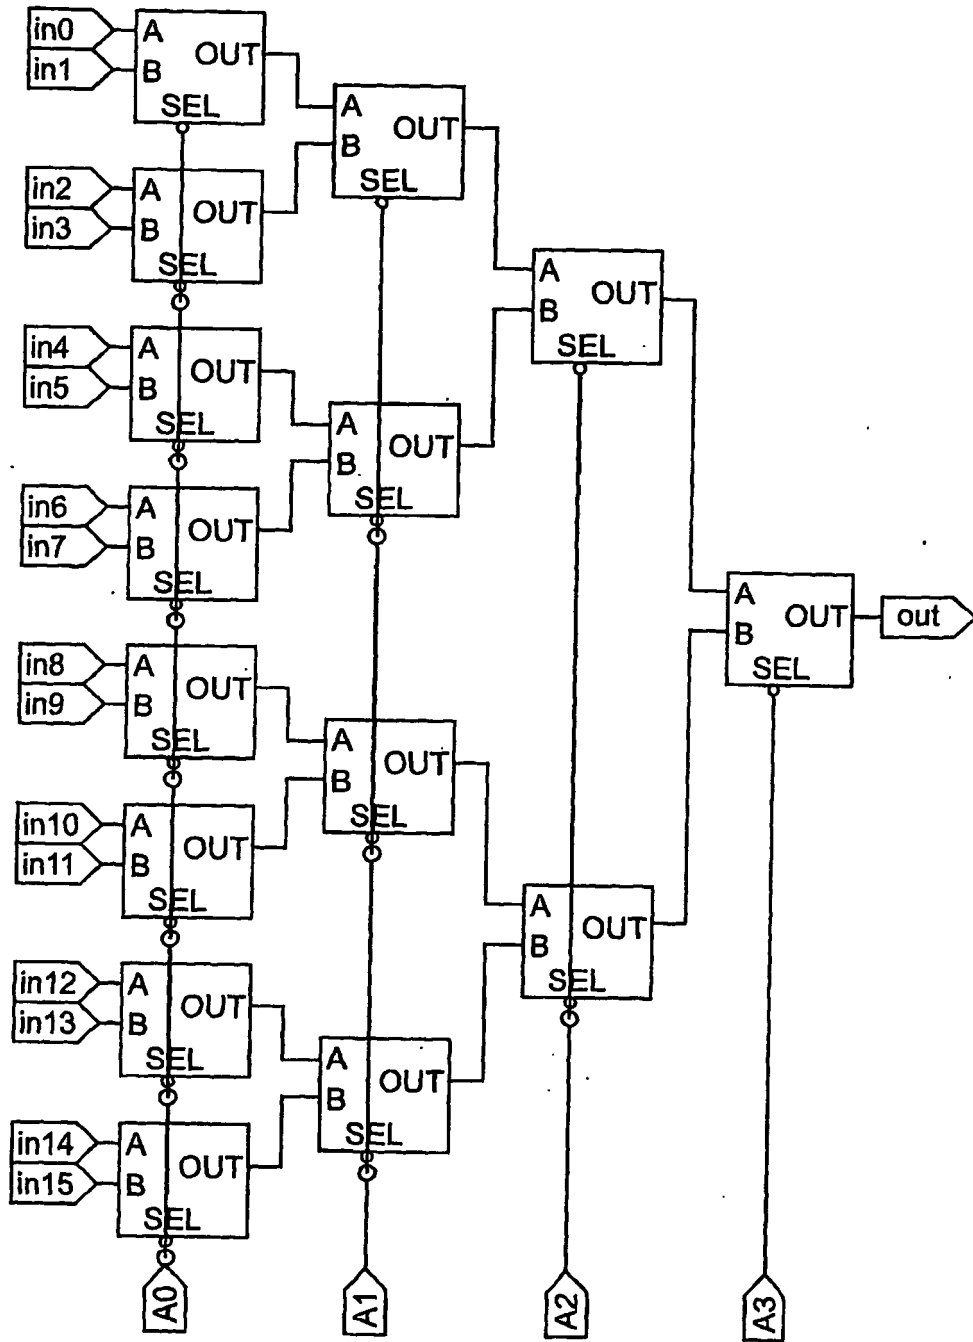 in0
A
OUT
in1
B
SEL
A
OUT
B
SEL
in2
A
OUT
in3
B
SEL
A
OUT
B
SEL
in4
A
OUT
in5
B
SEL
A
OUT
B
SEL
in6
A
OUT
in7
B
SEL
A
OUT
out
B
SEL
in8
A
OUT
in9
B
SEL
A
OUT
B
SEL
in10
A
OUT
in11
B
SEL
A
OUT
B
SEL
in12
A
OUT
in13
B
SEL
A
OUT
B
SEL
in14
A
OUT
in15
B
SEL
A0
A1
A2
A3